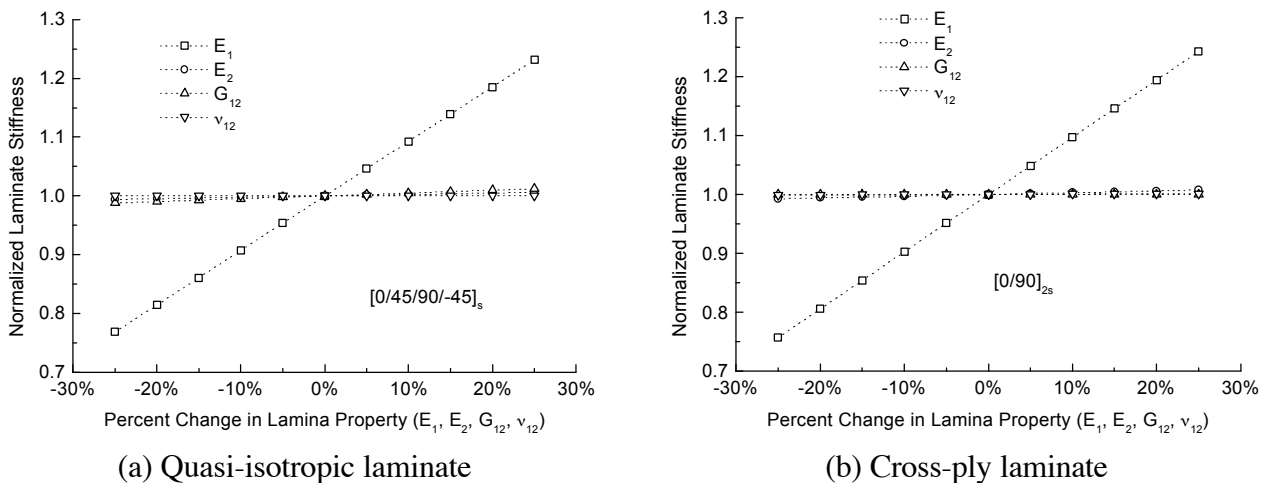 1.3
1.2
1.1
1.0
0.9
0.8
0.7
Normalized Laminate Stiffness
E₁
E₂
G₁₂
ν₁₂
[0/45/90/-45]ₛ
-30% -20% -10% 0% 10% 20% 30%
Percent Change in Lamina Property (E₁, E₂, G₁₂, ν₁₂)
(a) Quasi-isotropic laminate
1.3
1.2
1.1
1.0
0.9
0.8
0.7
Normalized Laminate Stiffness
E₁
E₂
G₁₂
ν₁₂
[0/90]₂ₛ
-30% -20% -10% 0% 10% 20% 30%
Percent Change in Lamina Property (E₁, E₂, G₁₂, ν₁₂)
(b) Cross-ply laminate